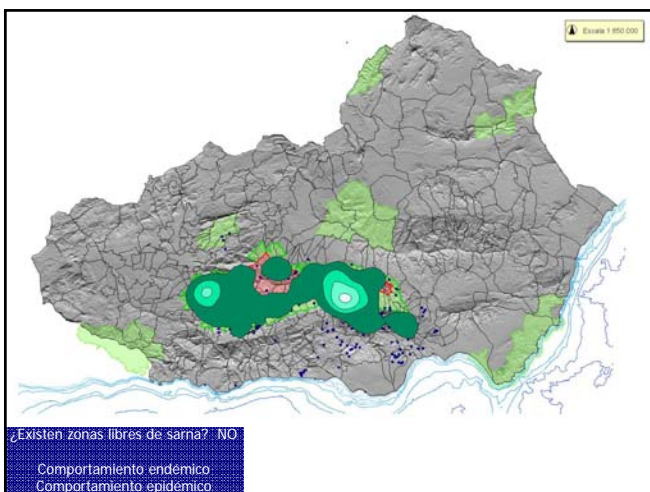 Escala 1:650.000
¿Existen zonas libres de sarna? NO
Comportamiento endémico
Comportamiento epidémico